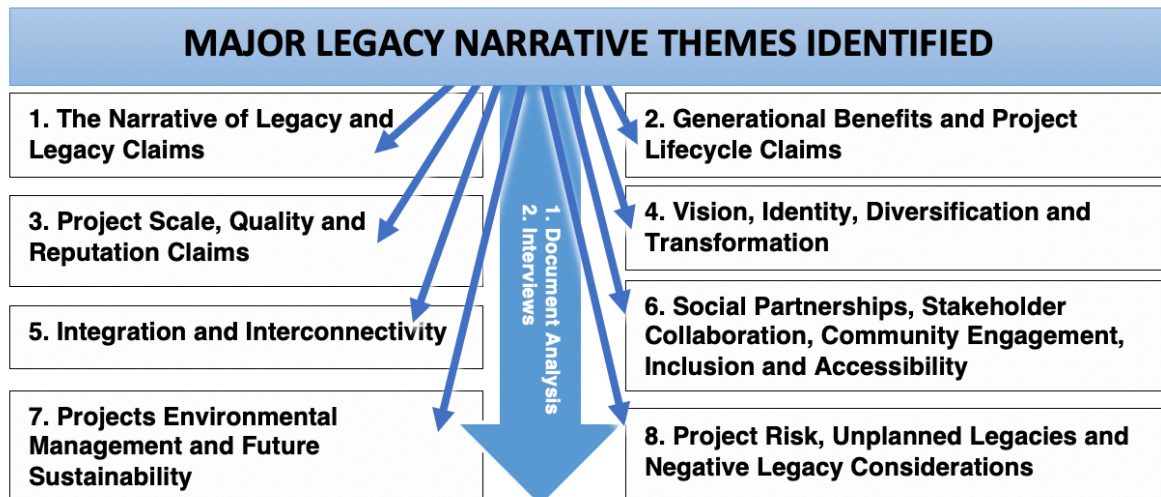 MAJOR LEGACY NARRATIVE THEMES IDENTIFIED
1. The Narrative of Legacy and
Legacy Claims
2. Generational Benefits and Project
Lifecycle Claims
3. Project Scale, Quality and
Reputation Claims
4. Vision, Identity, Diversification and
Transformation
5. Integration and Interconnectivity
6. Social Partnerships, Stakeholder
Collaboration, Community Engagement,
Inclusion and Accessibility
7. Projects Environmental
Management and Future
Sustainability
8. Project Risk, Unplanned Legacies and
Negative Legacy Considerations
1. Document Analysis
2. Interviews